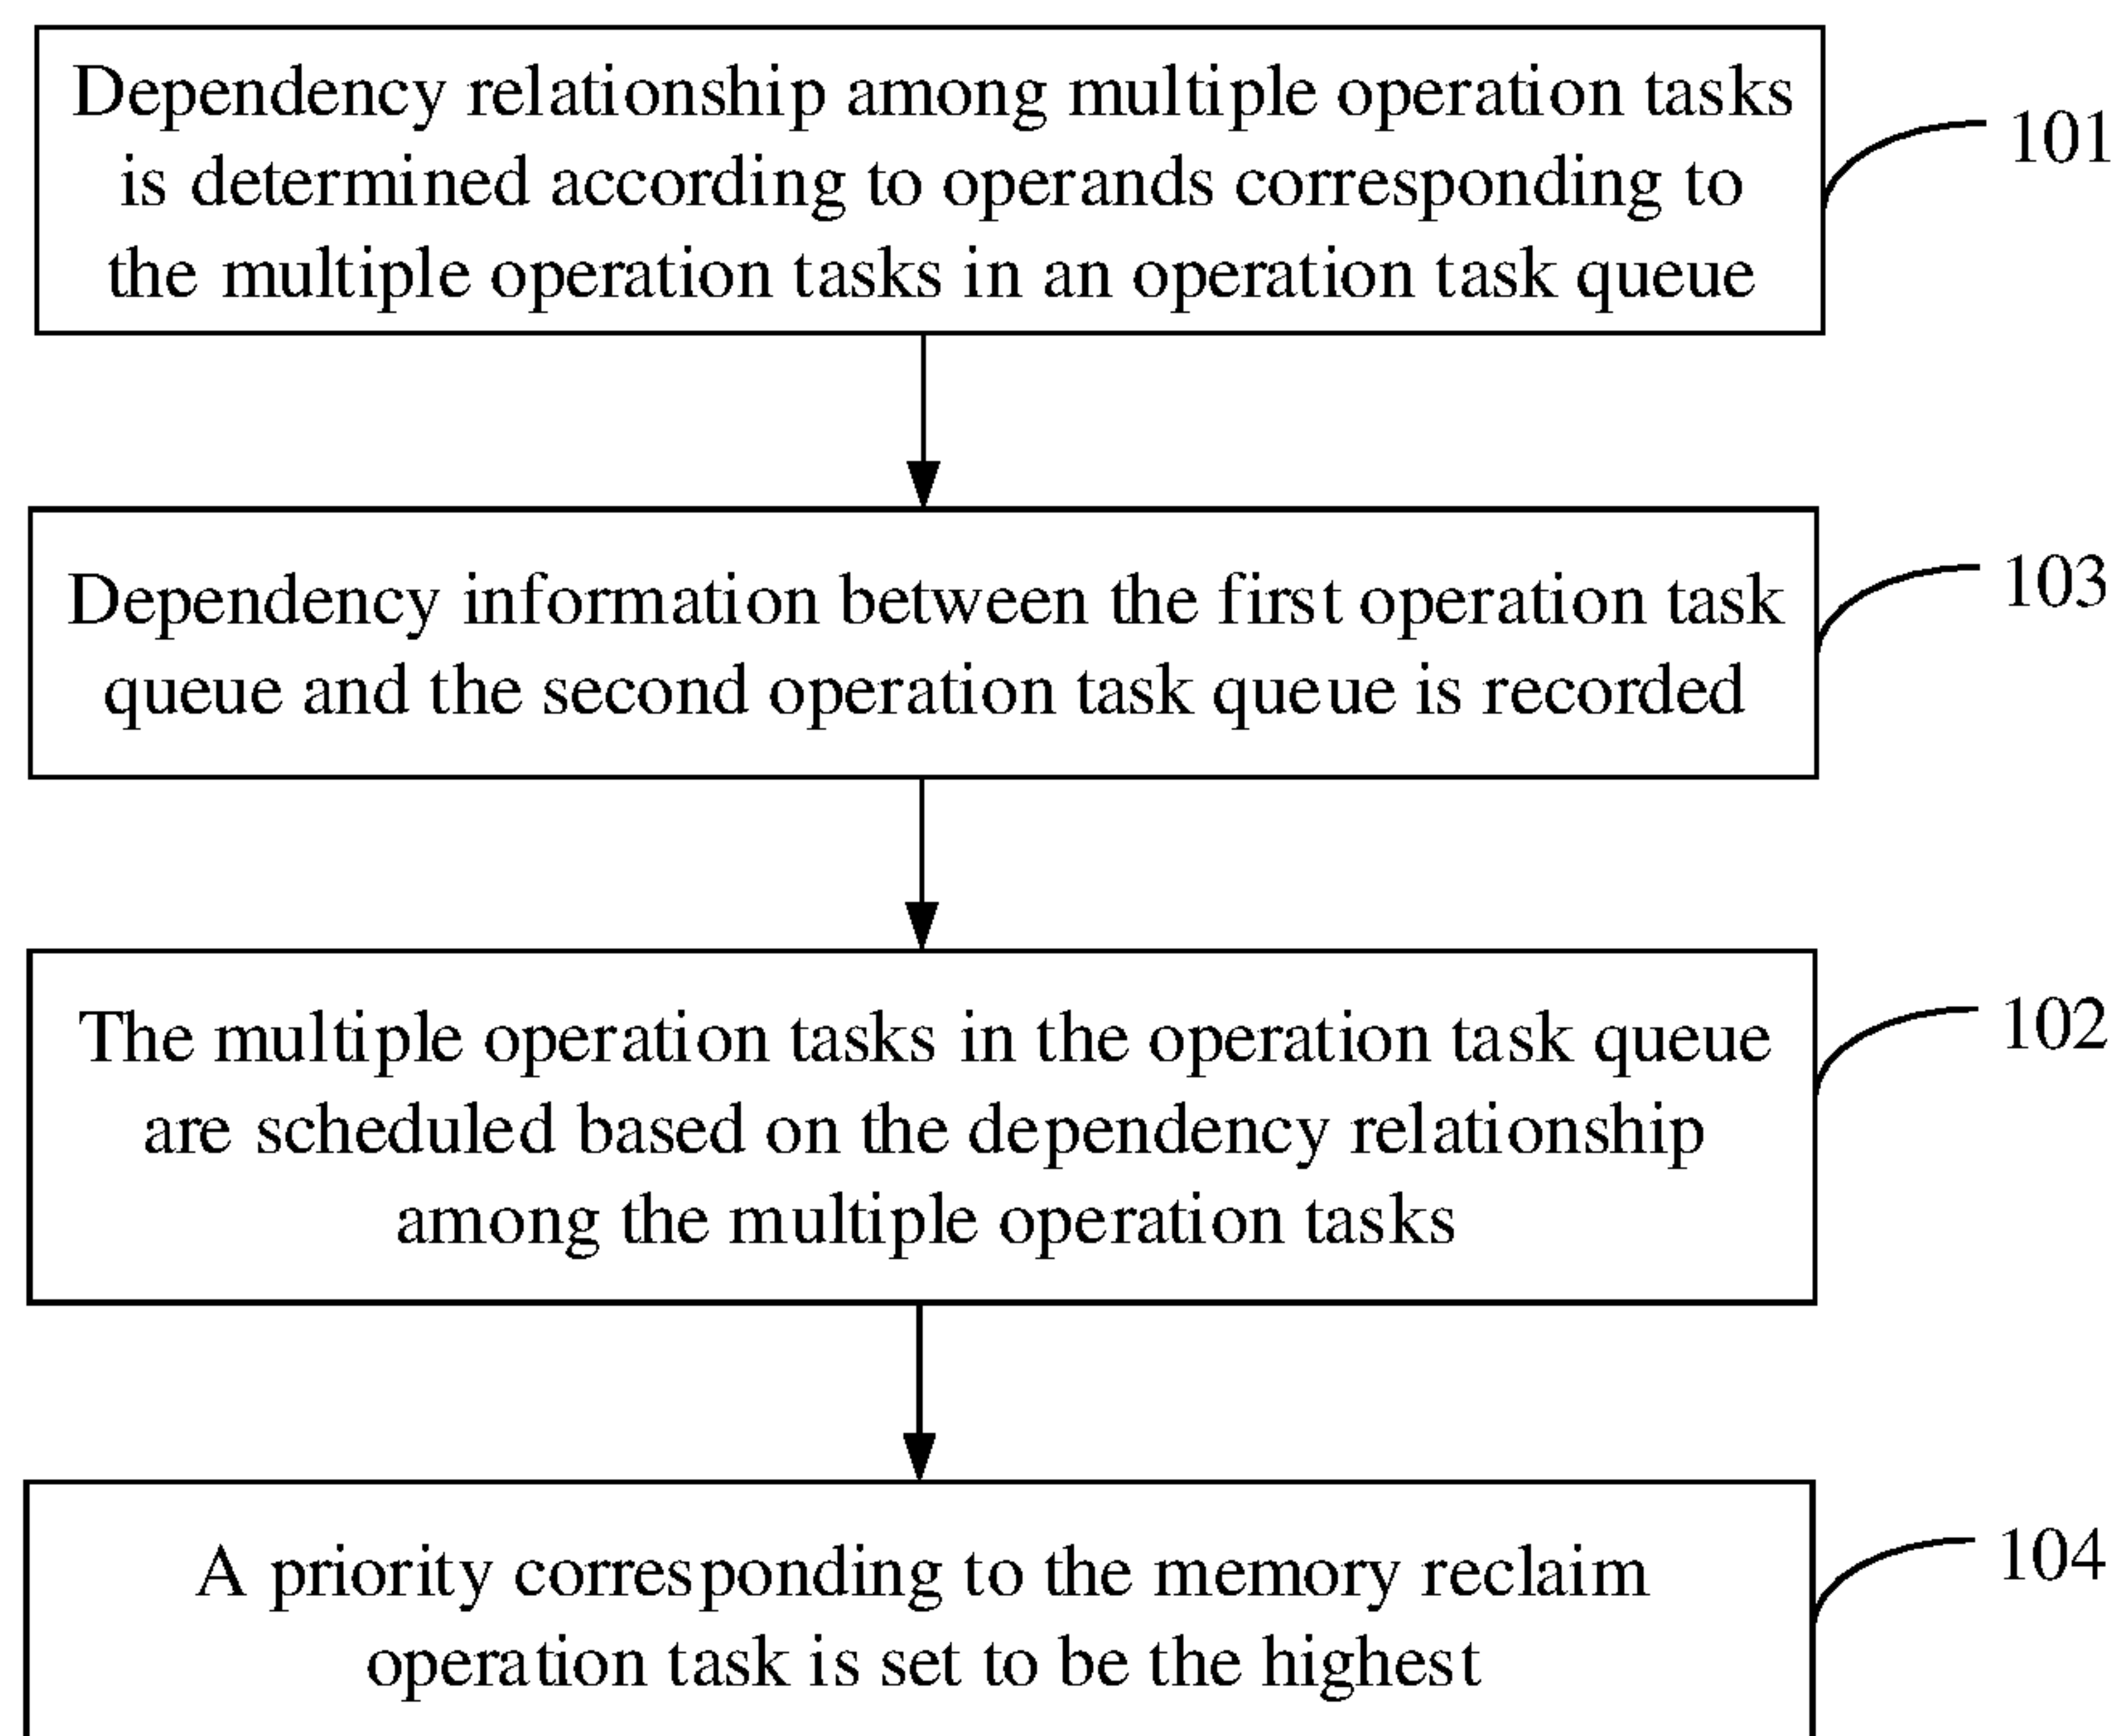 Dependency relationship among multiple operation tasks
is determined according to operands corresponding to
the multiple operation tasks in an operation task queue
101
Dependency information between the first operation task
queue and the second operation task queue is recorded
103
The multiple operation tasks in the operation task queue
are scheduled based on the dependency relationship
among the multiple operation tasks
102
A priority corresponding to the memory reclaim
operation task is set to be the highest
104